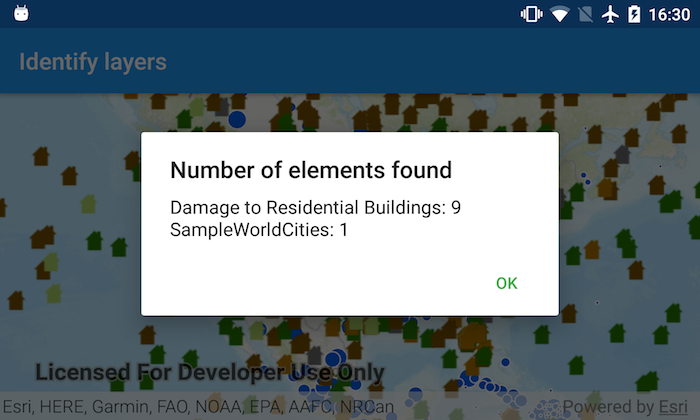 16:30
Identify layers
Number of elements found
Damage to Residential Buildings: 9
SampleWorldCities: 1
OK
Licensed For Developer Use Only
Esri, HERE, Garmin, FAO, NOAA, EPA, AAFC, NRCan
Powered by Esri